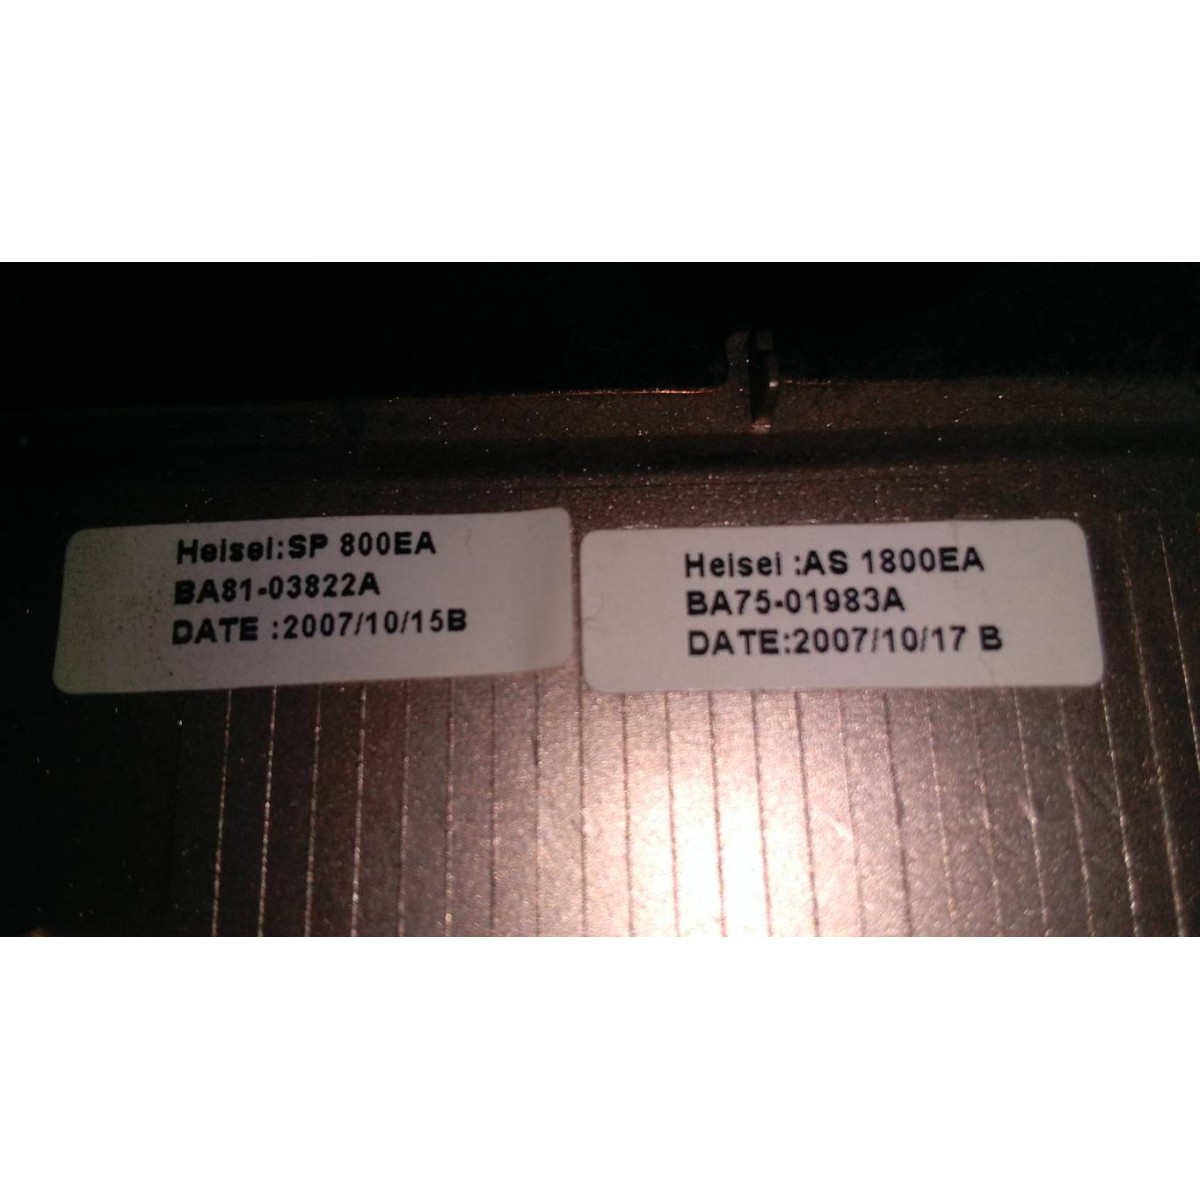 Heisei:SP 800EA
BA81-03822A
DATE :2007/10/15B
Heisei :AS 1800EA
BA75-01983A
DATE:2007/10/17 B